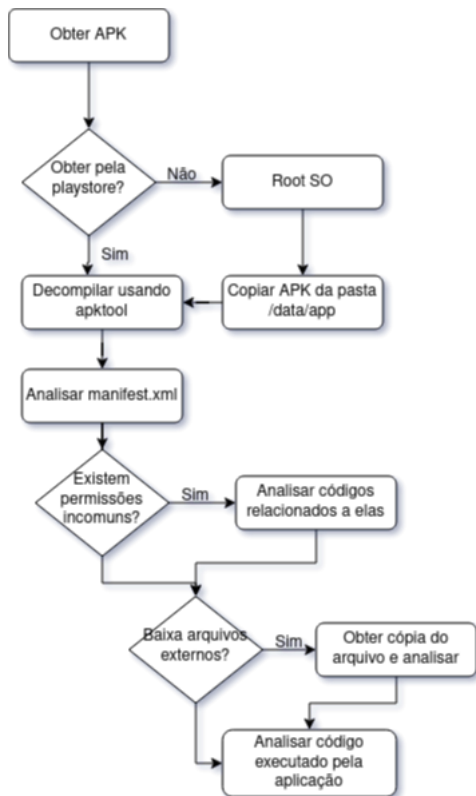 Obter APK
Obter pela
playstore?
Não
Root SO
Sim
Decompilar usando
apktool
Copiar APK da pasta
/data/app
Analisar manifest.xml
Existem
permissões
incomuns?
Sim
Analisar códigos
relacionados a elas
Baixa arquivos
externos?
Sim
Obter cópia do
arquivo e analisar
Analisar código
executado pela
aplicação